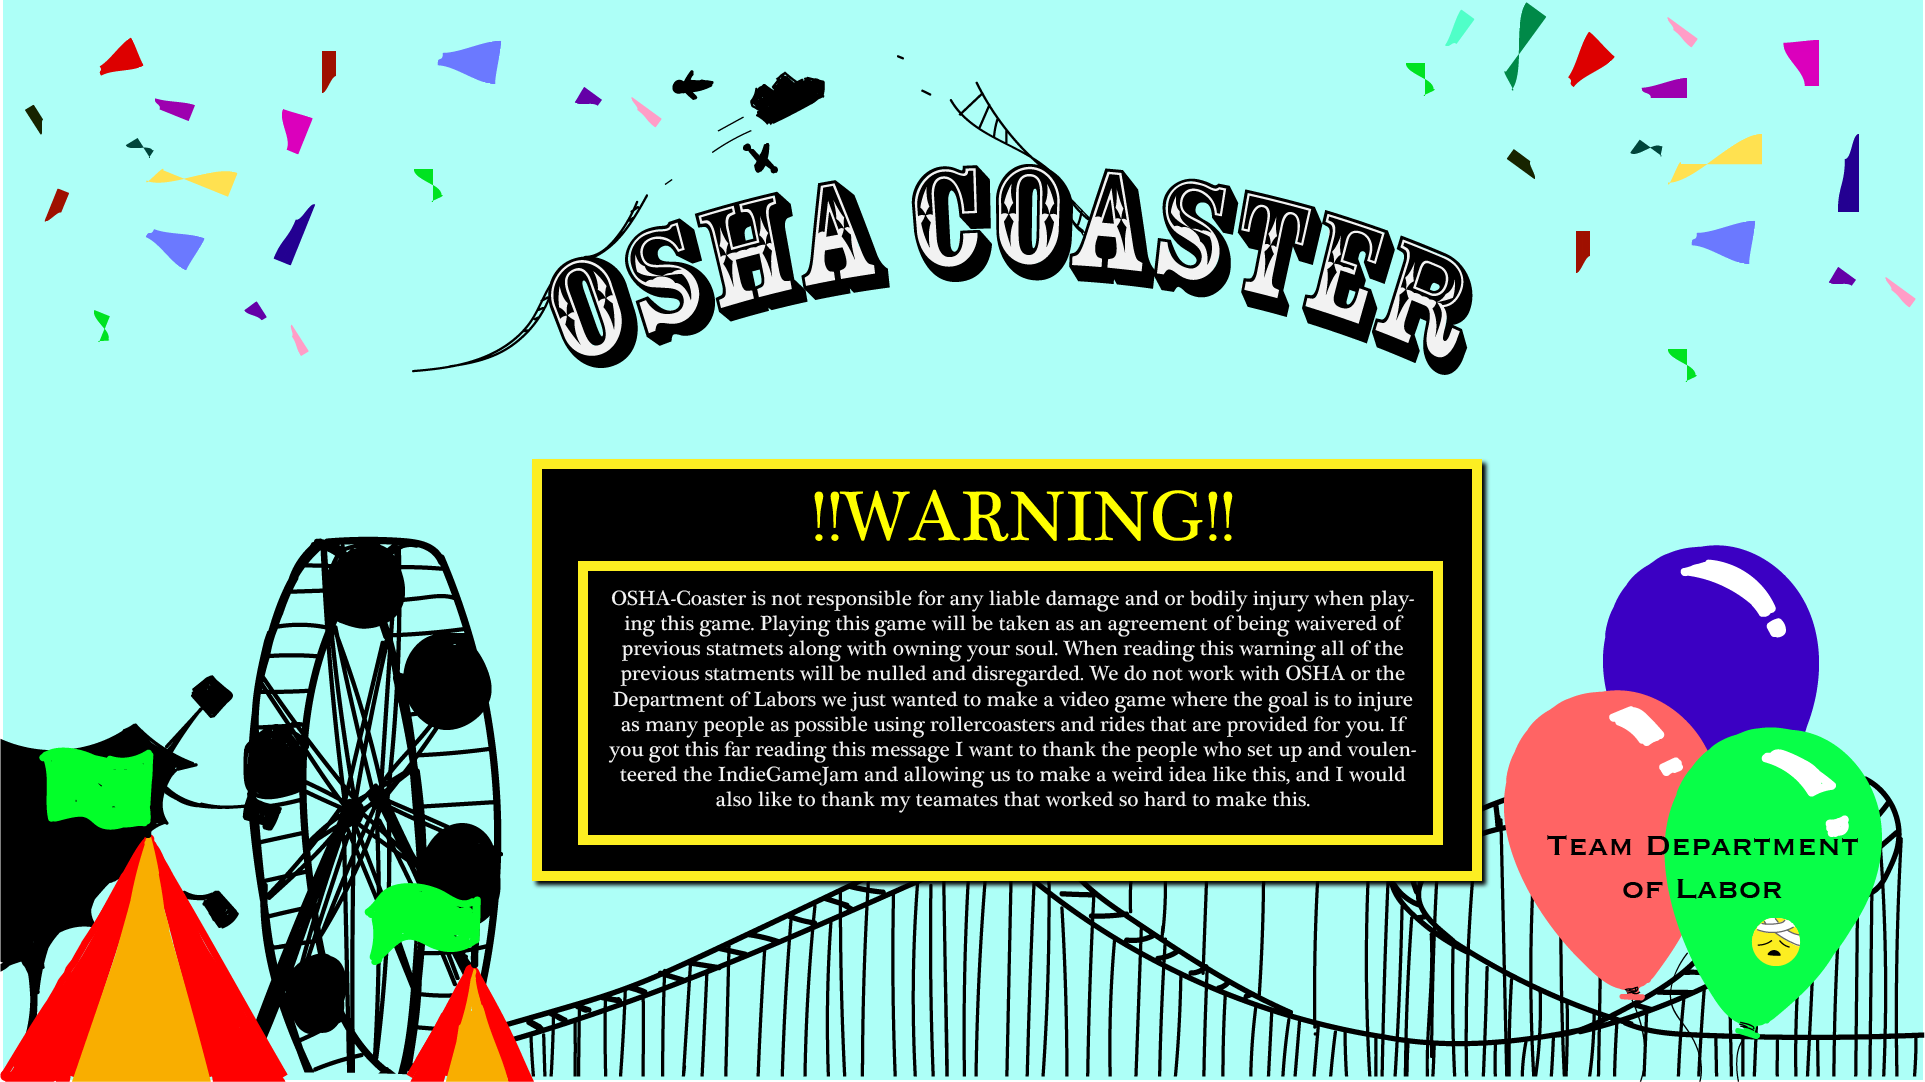 OSHA COASTER
!!WARNING!!
OSHA-Coaster is not responsible for any liable damage and or bodily injury when play-
ing this game. Playing this game will be taken as an agreement of being waivered of
previous statmets along with owning your soul. When reading this warning all of the
previous statments will be nulled and disregarded. We do not work with OSHA or the
Department of Labors we just wanted to make a video game where the goal is to injure
as many people as possible using rollercoasters and rides that are provided for you. If
you got this far reading this message I want to thank the people who set up and voulen-
teered the IndieGameJam and allowing us to make a weird idea like this, and I would
also like to thank my teamates that worked so hard to make this.
Team Department
of Labor